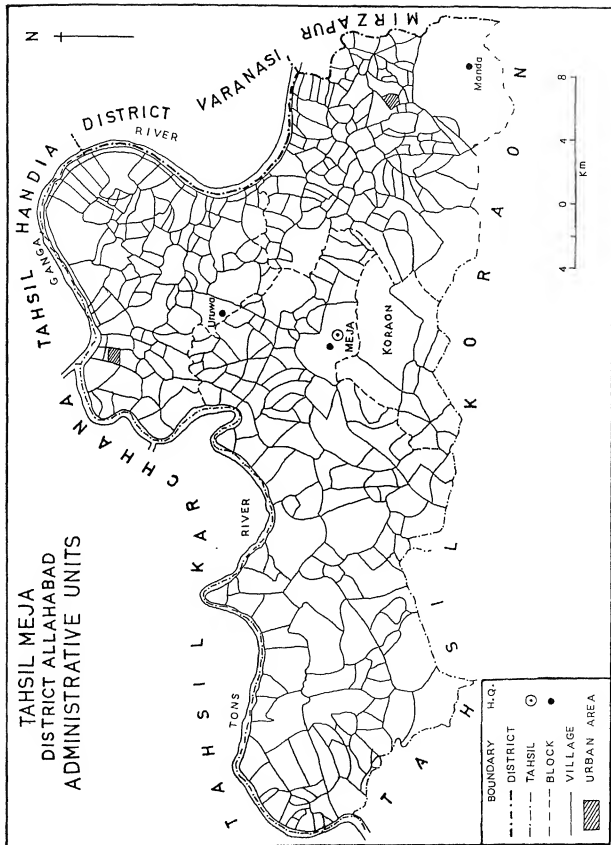 TAHSIL MEJA
DISTRICT ALLAHABAD
ADMINISTRATIVE UNITS
N
TAHSIL HANDIA
GANGA RIVER
DISTRICT VARANASI
MIRZAPUR
TAHSIL KARCHHANA
TONS RIVER
TAHSIL KORAON
Uruwa
MEJA
KORAON
Manda
4 0 4 8
Km
BOUNDARY H.Q.
DISTRICT
TAHSIL
BLOCK
VILLAGE
URBAN AREA